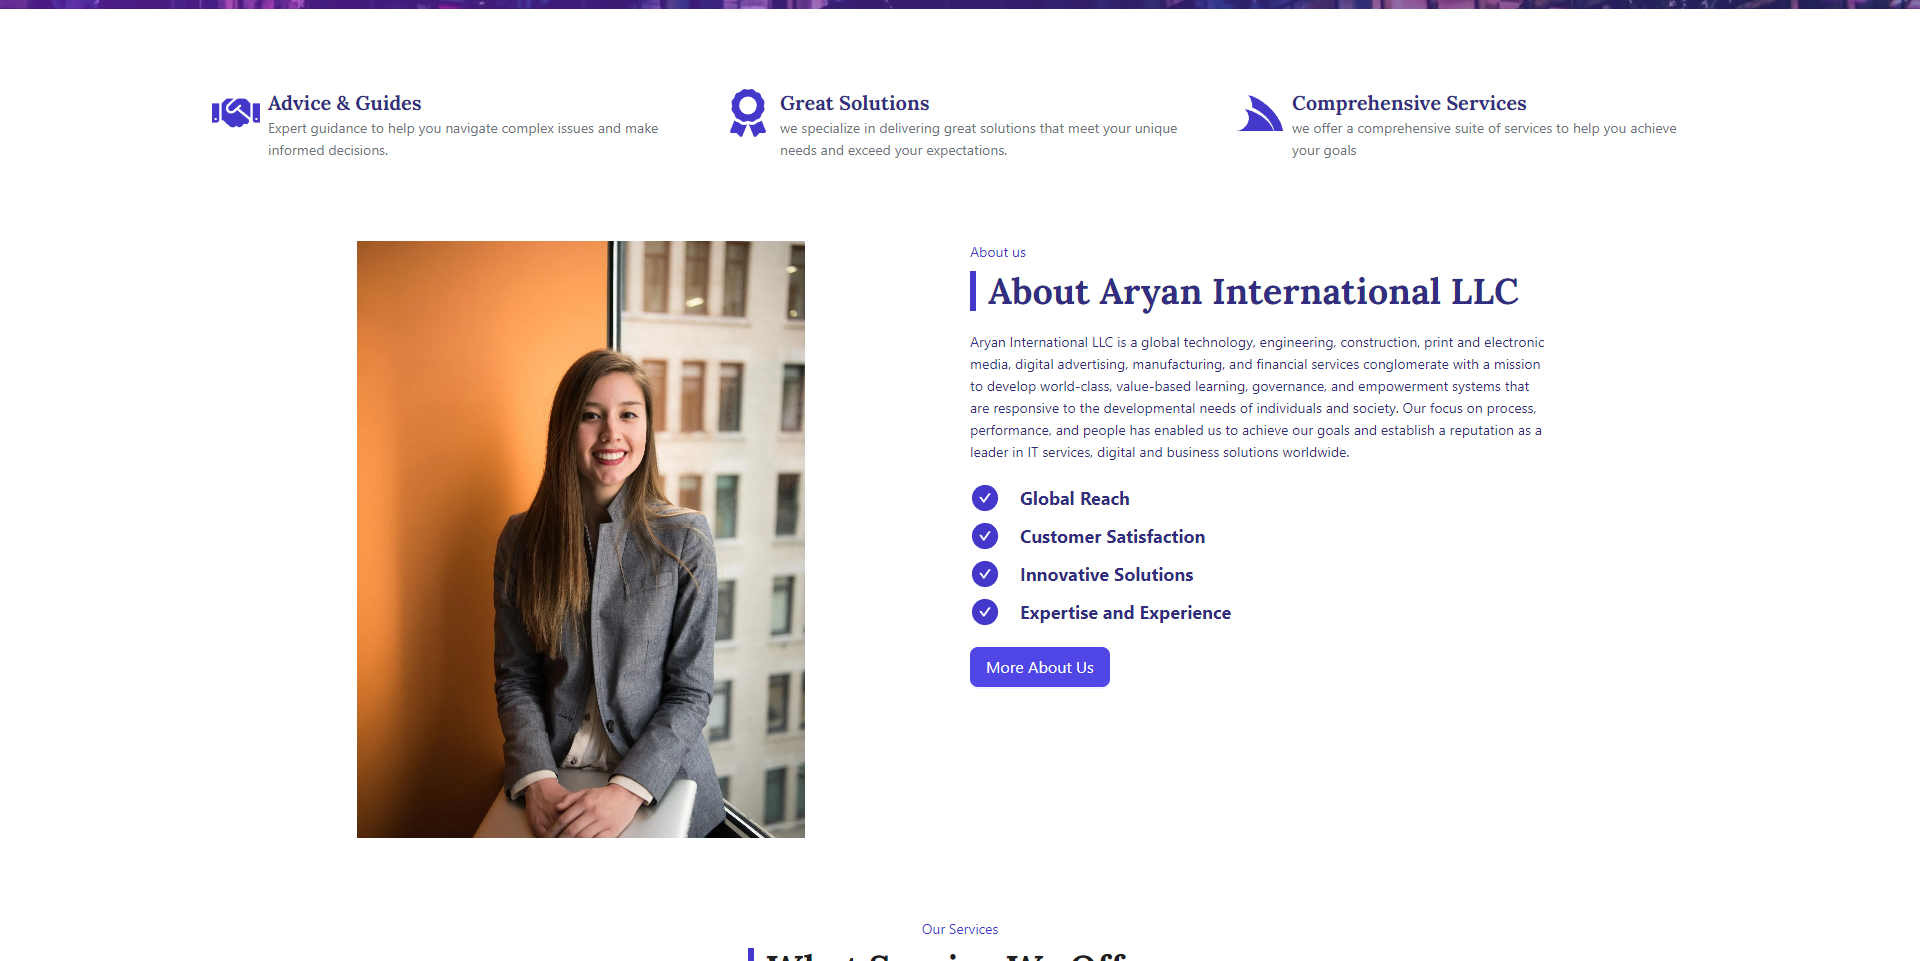 Advice & Guides
Expert guidance to help you navigate complex issues and make
informed decisions.
Great Solutions
we specialize in delivering great solutions that meet your unique
needs and exceed your expectations.
Comprehensive Services
we offer a comprehensive suite of services to help you achieve
your goals
About us
About Aryan International LLC
Aryan International LLC is a global technology, engineering, construction, print and electronic
media, digital advertising, manufacturing, and financial services conglomerate with a mission
to develop world-class, value-based learning, governance, and empowerment systems that
are responsive to the developmental needs of individuals and society. Our focus on process,
performance, and people has enabled us to achieve our goals and establish a reputation as a
leader in IT services, digital and business solutions worldwide.
Global Reach
Customer Satisfaction
Innovative Solutions
Expertise and Experience
More About Us
Our Services
What Service We Offer